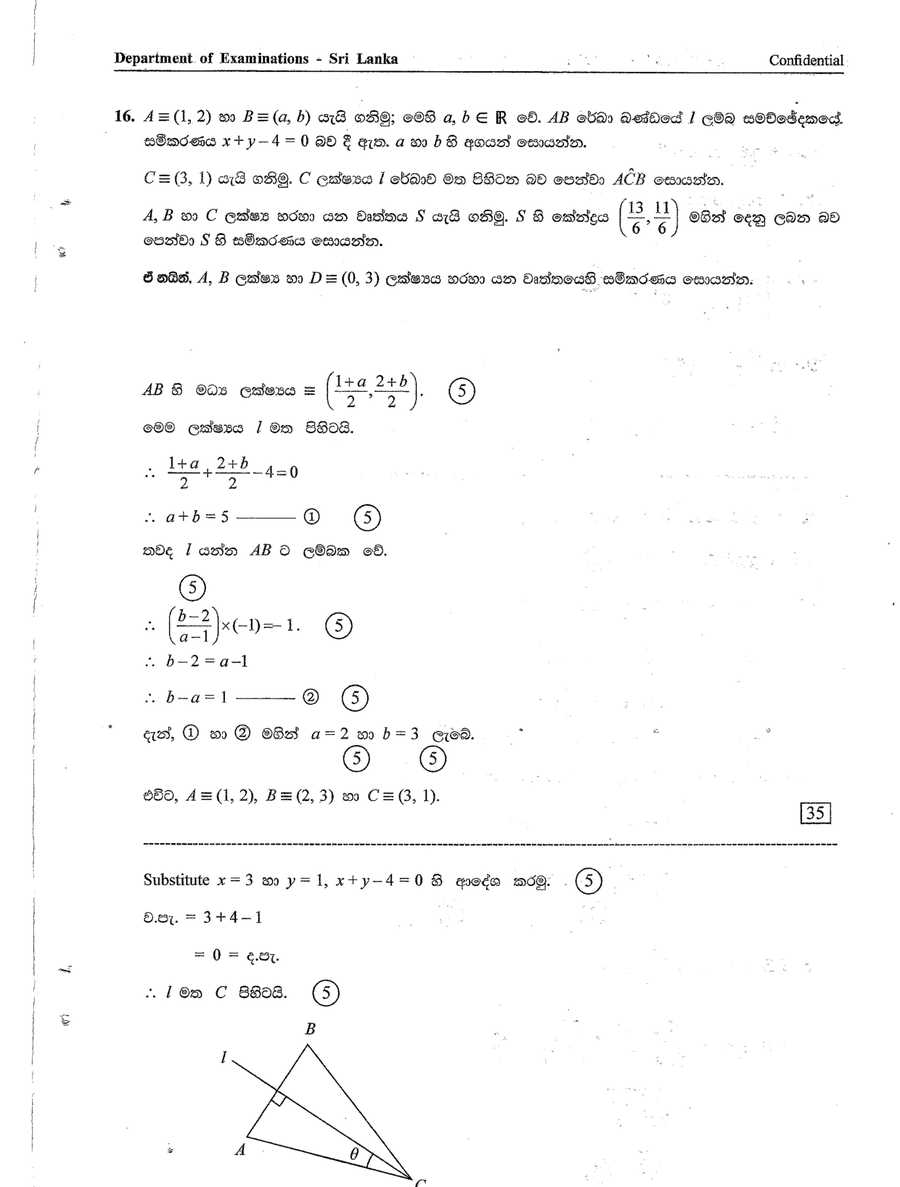 Department of Examinations - Sri Lanka Confidential
16. A ≡ (1, 2) හා B ≡ (a, b) යැයි ගනිමු; මෙහි a, b ∈ ℝ වේ. AB රේඛා ඛණ්ඩයේ l ලම්බ සමච්ඡේදකයේ
සමීකරණය x + y – 4 = 0 බව දී ඇත. a හා b හි අගයන් සොයන්න.
C ≡ (3, 1) යැයි ගනිමු. C ලක්ෂ්‍යය l රේඛාව මත පිහිටන බව පෙන්වා AĈB සොයන්න.
A, B හා C ලක්ෂ්‍ය හරහා යන වෘත්තය S යැයි ගනිමු. S හි කේන්ද්‍රය (13/6, 11/6) මගින් දෙනු ලබන බව
පෙන්වා S හි සමීකරණය සොයන්න.
ඒ නයින්, A, B ලක්ෂ්‍ය හා D ≡ (0, 3) ලක්ෂ්‍යය හරහා යන වෘත්තයෙහි සමීකරණය සොයන්න.
AB හි මධ්‍ය ලක්ෂ්‍යය ≡ ((1+a)/2, (2+b)/2). ⑤
මෙම ලක්ෂ්‍යය l මත පිහිටයි.
∴ (1+a)/2 + (2+b)/2 – 4 = 0
∴ a + b = 5 ——— ① ⑤
තවද l යන්න AB ට ලම්බක වේ.
⑤
∴ ((b–2)/(a–1)) × (–1) = – 1. ⑤
∴ b – 2 = a –1
∴ b – a = 1 ——— ② ⑤
දැන්, ① හා ② මගින් a = 2 හා b = 3 ලැබේ.
⑤ ⑤
එවිට, A ≡ (1, 2), B ≡ (2, 3) හා C ≡ (3, 1).
35
Substitute x = 3 හා y = 1, x + y – 4 = 0 හි ආදේශ කරමු. ⑤
ව.පැ. = 3 + 4 – 1
= 0 = ද.පැ.
∴ l මත C පිහිටයි. ⑤
B
l
A
θ
C